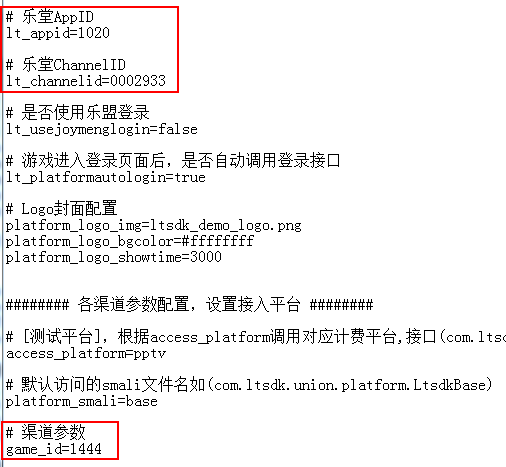 # 乐堂AppID
lt_appid=1020
# 乐堂ChannelID
lt_channelid=0002933
# 是否使用乐盟登录
lt_usejoymenglogin=false
# 游戏进入登录页面后，是否自动调用登录接口
lt_platformautologin=true
# Logo封面配置
platform_logo_img=ltsdk_demo_logo.png
platform_logo_bgcolor=#ffffffff
platform_logo_showtime=3000
######## 各渠道参数配置，设置接入平台 ########
# [测试平台]，根据access_platform调用对应计费平台,接口(com.ltsd
access_platform=pptv
# 默认访问的smali文件名如(com.ltsdk.union.platform.LtsdkBase)
platform_smali=base
# 渠道参数
game_id=1444